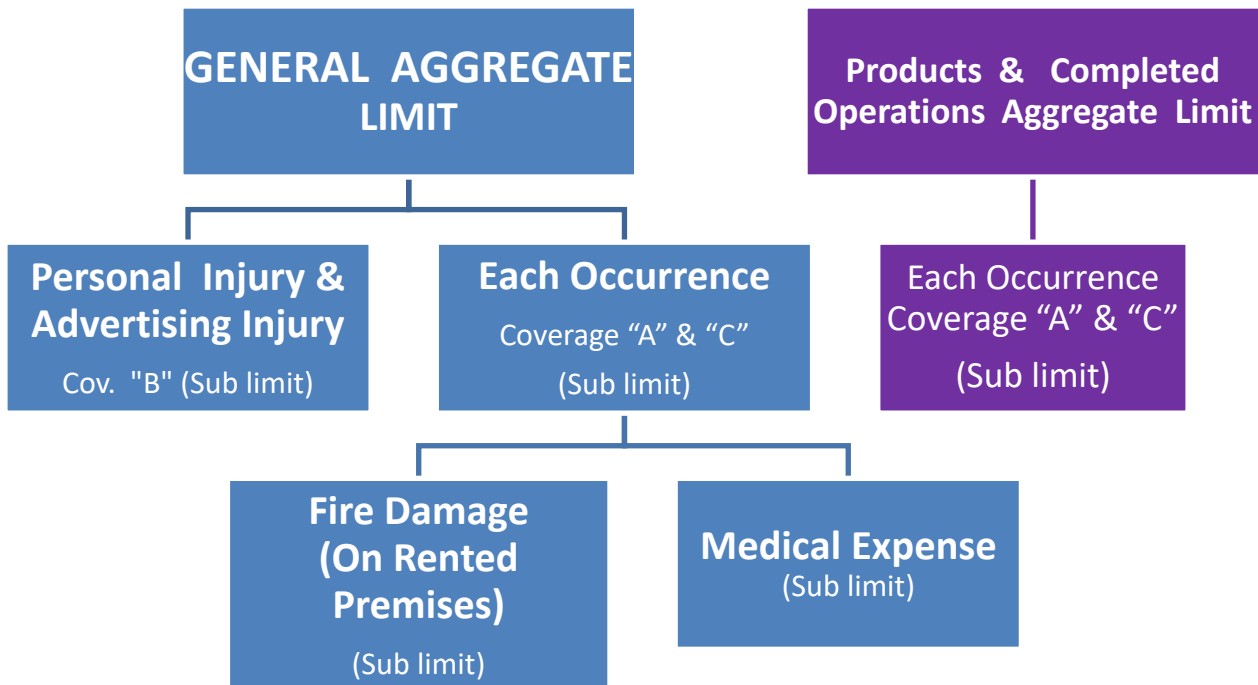 GENERAL AGGREGATE
LIMIT
Products & Completed
Operations Aggregate Limit
Personal Injury &
Advertising Injury
Cov. "B" (Sub limit)
Each Occurrence
Coverage “A” & “C”
(Sub limit)
Each Occurrence
Coverage “A” & “C”
(Sub limit)
Fire Damage
(On Rented
Premises)
(Sub limit)
Medical Expense
(Sub limit)